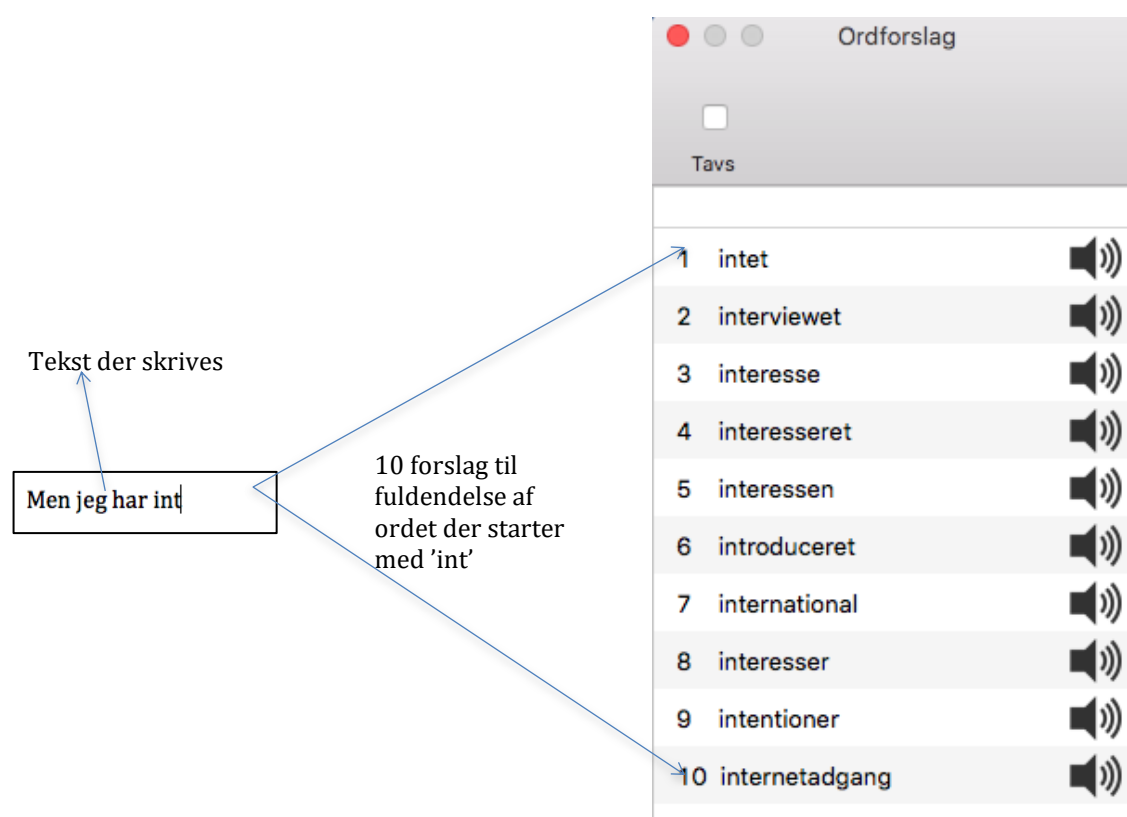 Ordforslag
Tavs
1 intet
2 interviewet
3 interesse
4 interesseret
5 interessen
6 introduceret
7 international
8 interesser
9 intentioner
10 internetadgang
Tekst der skrives
Men jeg har int
10 forslag til
fuldendelse af
ordet der starter
med ’int’